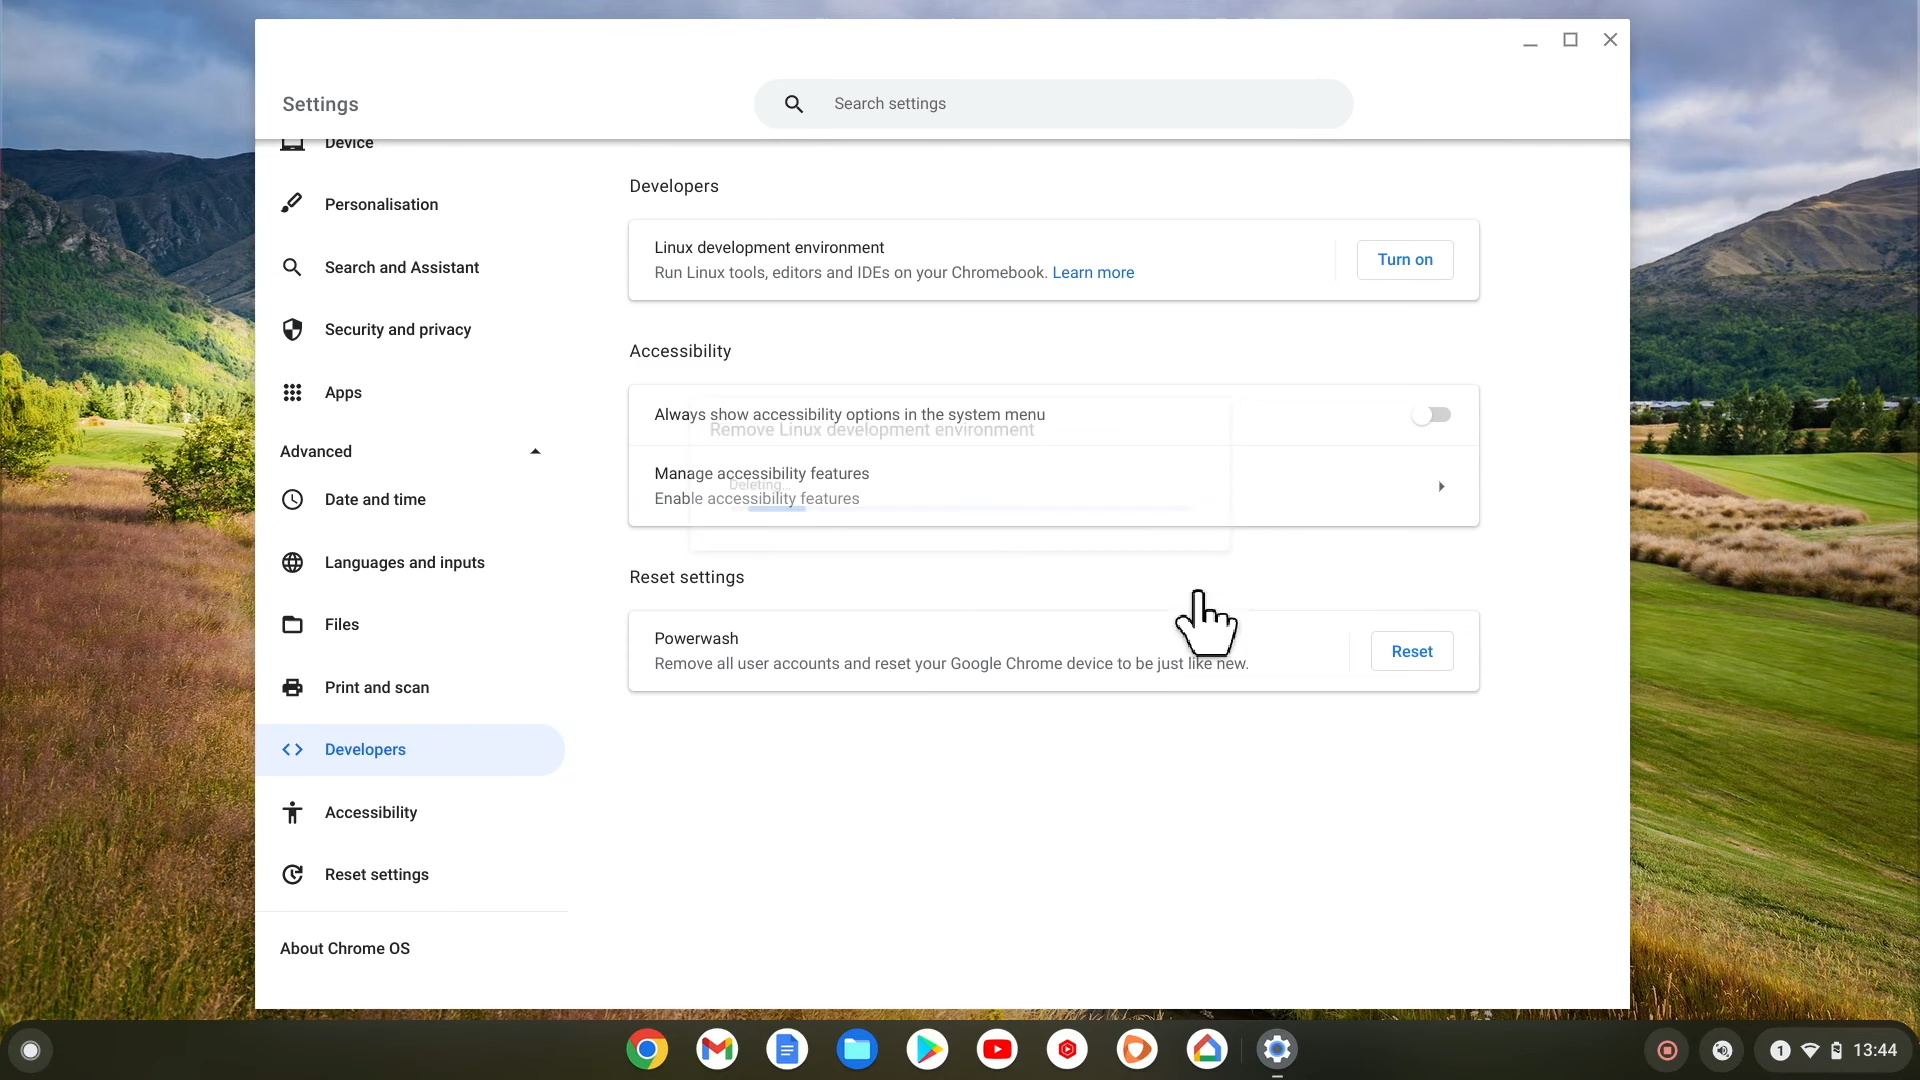 Settings
Search settings
Device
Personalisation
Search and Assistant
Security and privacy
Apps
Advanced
Date and time
Languages and inputs
Files
Print and scan
Developers
Accessibility
Reset settings
About Chrome OS
Developers
Linux development environment
Run Linux tools, editors and IDEs on your Chromebook. Learn more
Turn on
Accessibility
Always show accessibility options in the system menu
Remove Linux development environment
Manage accessibility features
Deleting...
Enable accessibility features
Reset settings
Powerwash
Remove all user accounts and reset your Google Chrome device to be just like new.
Reset
1
13:44